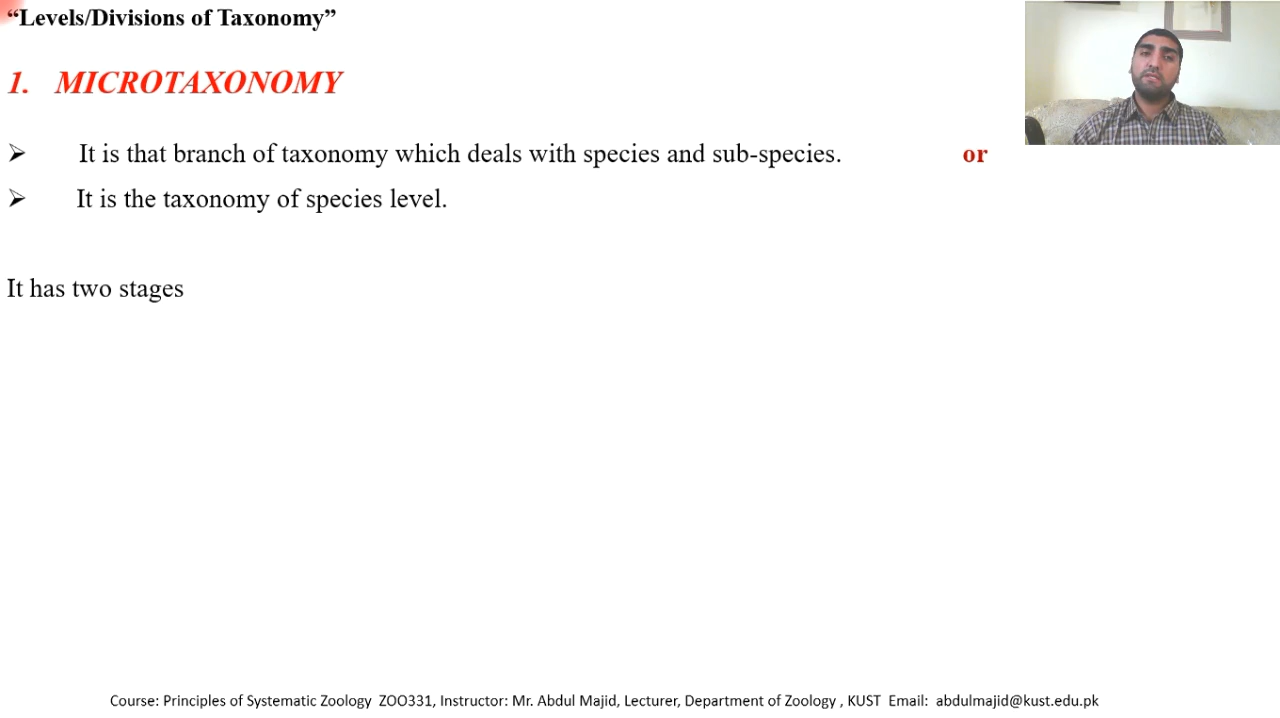 “Levels/Divisions of Taxonomy”
1. MICROTAXONOMY
➢ It is that branch of taxonomy which deals with species and sub-species. or
➢ It is the taxonomy of species level.
It has two stages
Course: Principles of Systematic Zoology ZOO331, Instructor: Mr. Abdul Majid, Lecturer, Department of Zoology , KUST Email: abdulmajid@kust.edu.pk